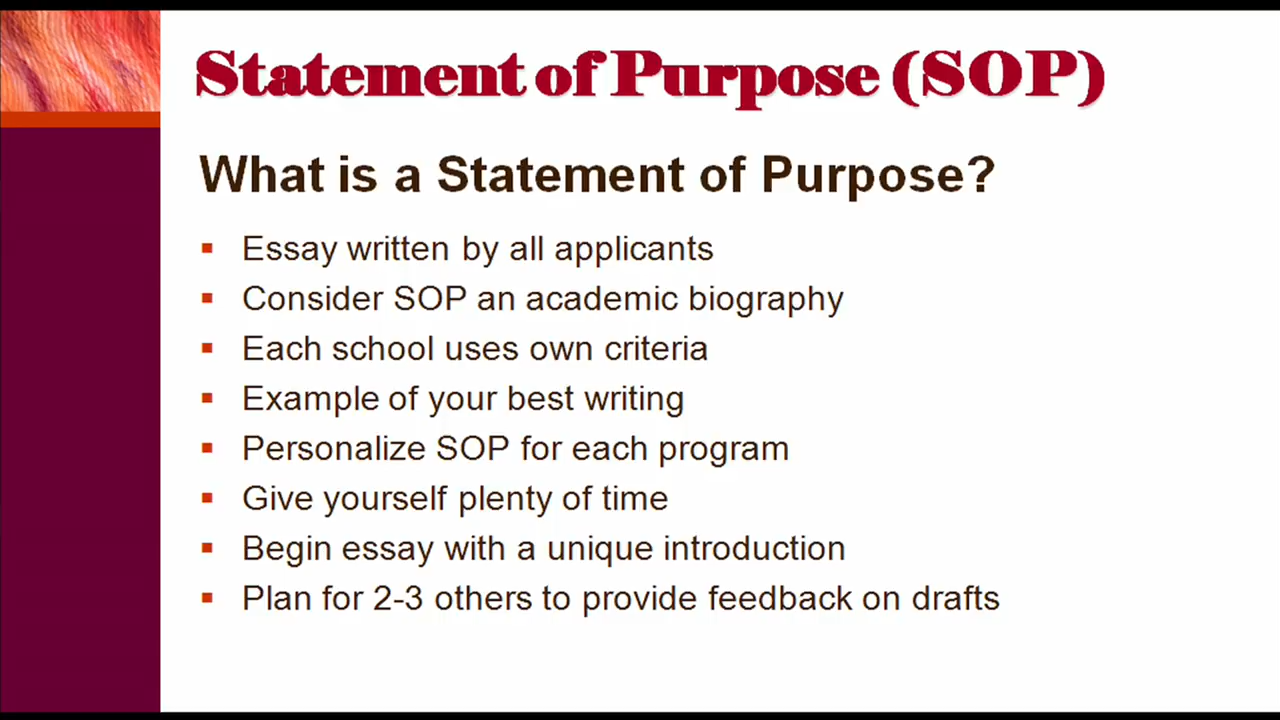 Statement of Purpose (SOP)
What is a Statement of Purpose?
Essay written by all applicants
Consider SOP an academic biography
Each school uses own criteria
Example of your best writing
Personalize SOP for each program
Give yourself plenty of time
Begin essay with a unique introduction
Plan for 2-3 others to provide feedback on drafts